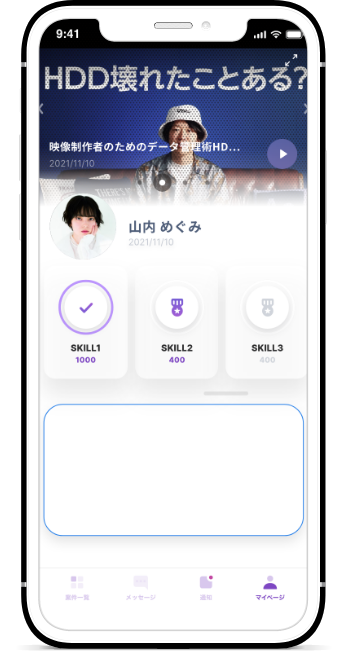 9:41
HDD壊れたことある?
映像制作者のためのデータ管理術HD...
2021/11/10
山内 めぐみ
2021/11/10
SKILL1
1000
SKILL2
400
SKILL3
400
案件一覧
メッセージ
通知
マイページ